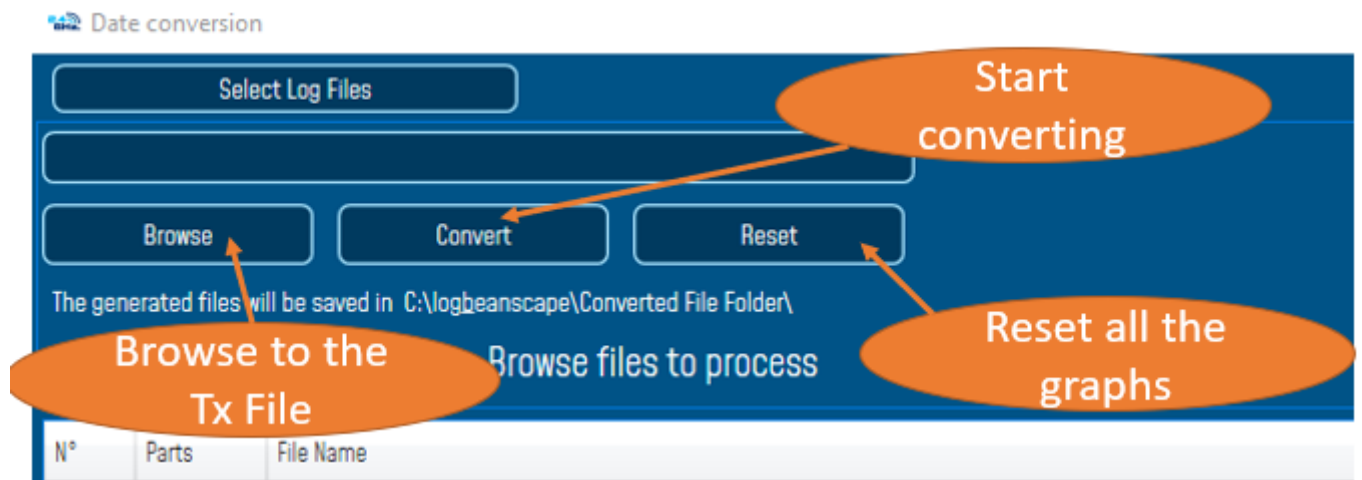 Date conversion
Select Log Files
Start
converting
Browse
Convert
Reset
The generated files will be saved in C:\logbeanscape\Converted File Folder\
Browse to the
Tx File
Browse files to process
Reset all the
graphs
N°
Parts
File Name